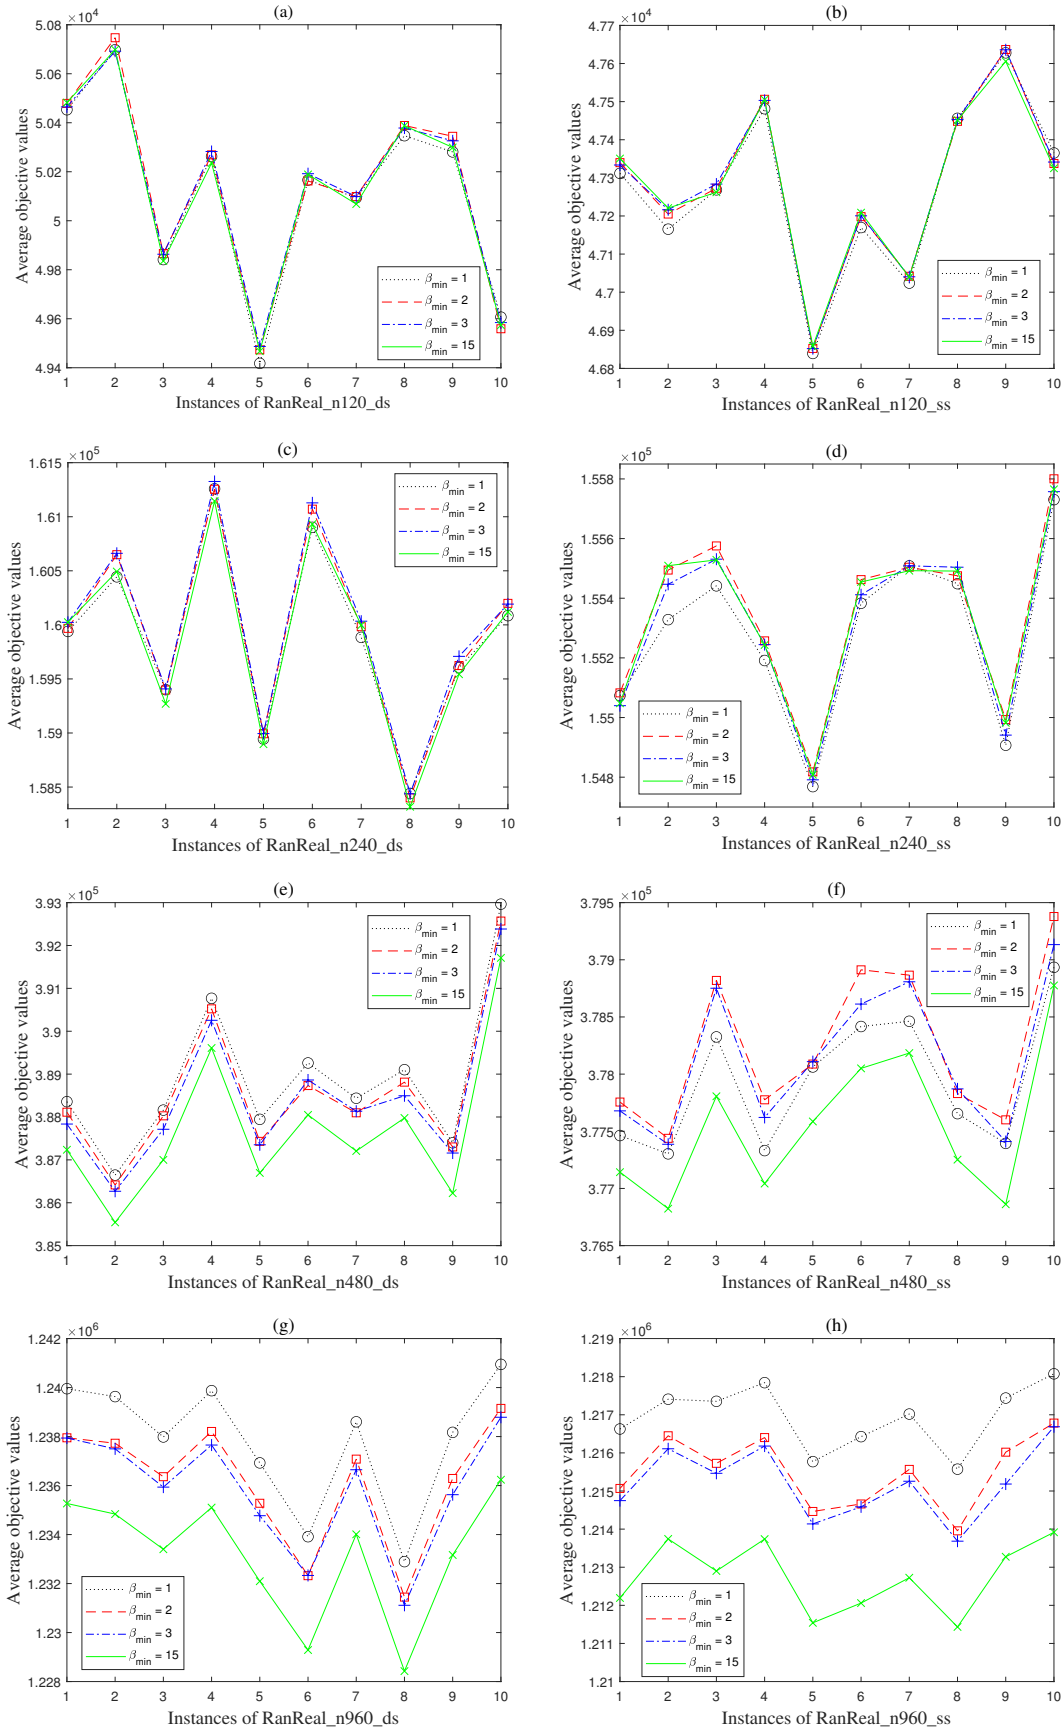 (a)
×10^4
5.08
5.06
5.04
5.02
5
4.98
4.96
4.94
Average objective values
β_min = 1
β_min = 2
β_min = 3
β_min = 15
1 2 3 4 5 6 7 8 9 10
Instances of RanReal_n120_ds
(b)
×10^4
4.77
4.76
4.75
4.74
4.73
4.72
4.71
4.7
4.69
4.68
Average objective values
β_min = 1
β_min = 2
β_min = 3
β_min = 15
1 2 3 4 5 6 7 8 9 10
Instances of RanReal_n120_ss
(c)
×10^5
1.615
1.61
1.605
1.6
1.595
1.59
1.585
Average objective values
β_min = 1
β_min = 2
β_min = 3
β_min = 15
1 2 3 4 5 6 7 8 9 10
Instances of RanReal_n240_ds
(d)
×10^5
1.558
1.556
1.554
1.552
1.55
1.548
Average objective values
β_min = 1
β_min = 2
β_min = 3
β_min = 15
1 2 3 4 5 6 7 8 9 10
Instances of RanReal_n240_ss
(e)
×10^5
3.93
3.92
3.91
3.9
3.89
3.88
3.87
3.86
3.85
Average objective values
β_min = 1
β_min = 2
β_min = 3
β_min = 15
1 2 3 4 5 6 7 8 9 10
Instances of RanReal_n480_ds
(f)
×10^5
3.795
3.79
3.785
3.78
3.775
3.77
3.765
Average objective values
β_min = 1
β_min = 2
β_min = 3
β_min = 15
1 2 3 4 5 6 7 8 9 10
Instances of RanReal_n480_ss
(g)
×10^6
1.242
1.24
1.238
1.236
1.234
1.232
1.23
1.228
Average objective values
β_min = 1
β_min = 2
β_min = 3
β_min = 15
1 2 3 4 5 6 7 8 9 10
Instances of RanReal_n960_ds
(h)
×10^6
1.219
1.218
1.217
1.216
1.215
1.214
1.213
1.212
1.211
1.21
Average objective values
β_min = 1
β_min = 2
β_min = 3
β_min = 15
1 2 3 4 5 6 7 8 9 10
Instances of RanReal_n960_ss